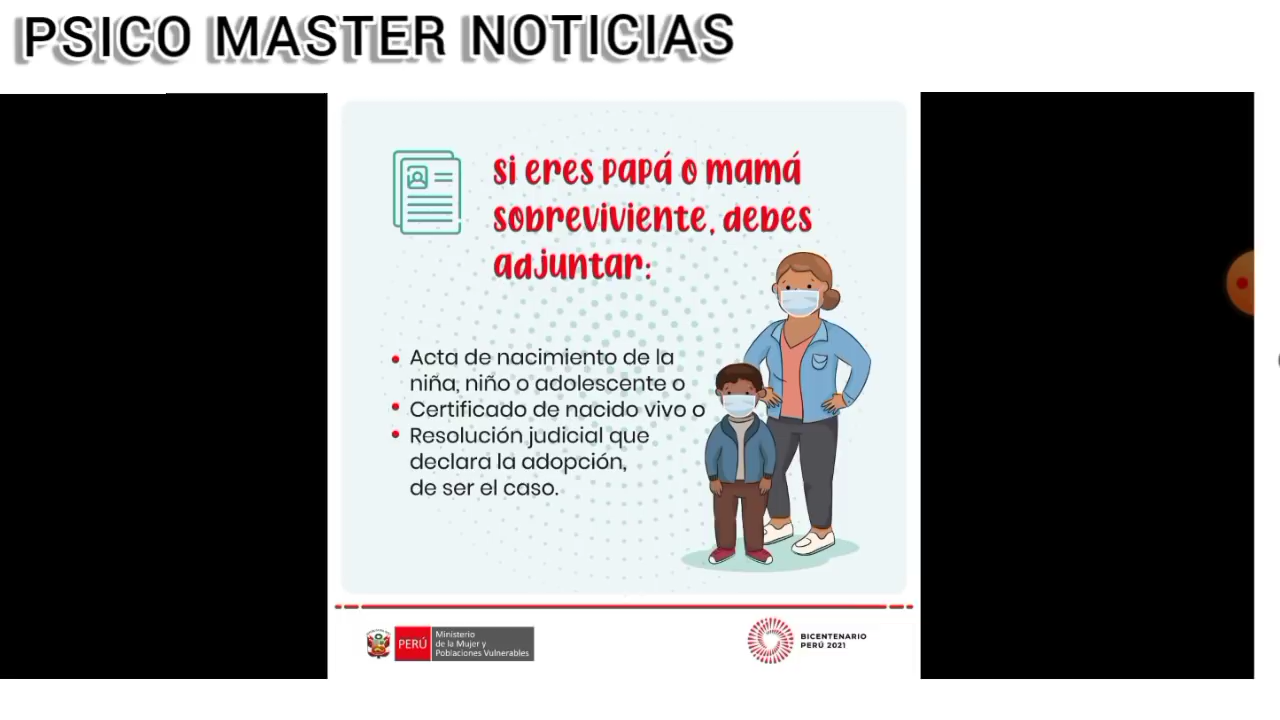 PSICO MASTER NOTICIAS
si eres papá o mamá
sobreviviente, debes
adjuntar:
• Acta de nacimiento de la
niña, niño o adolescente o
• Certificado de nacido vivo o
• Resolución judicial que
declara la adopción,
de ser el caso.
PERÚ
Ministerio
de la Mujer y
Poblaciones Vulnerables
BICENTENARIO
PERÚ 2021